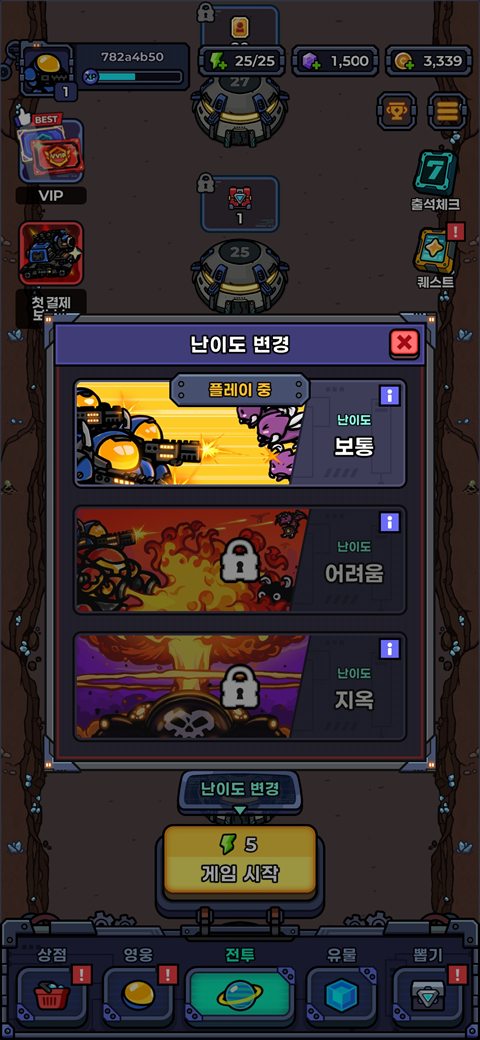 782a4b50
25/25
1,500
3,339
XP
1
27
BEST
VVIP
VIP
7
출석체크
1
25
!
퀘스트
첫 결제
난이도 변경
플레이 중
난이도
보통
난이도
어려움
난이도
지옥
난이도 변경
5
게임 시작
상점
영웅
전투
유물
뽑기
!
!
!